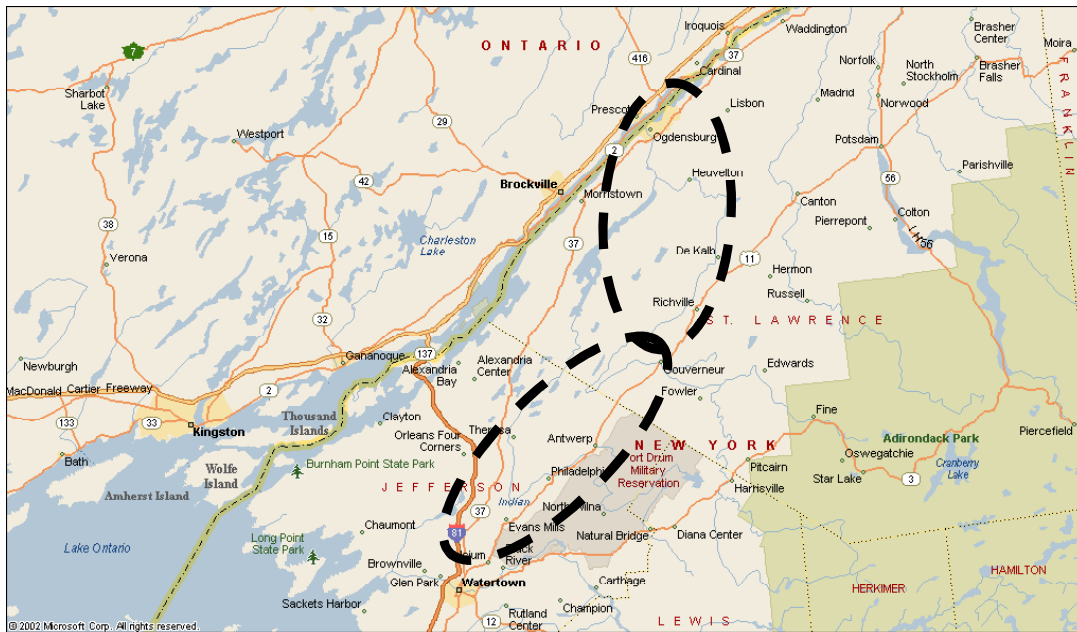 Iroquois
Waddington
Brasher
Center
Moira
7
ONTARIO
416
37
Cardinal
Norfolk
North
Stockholm
Brasher
Falls
FRANKLIN
Sharbot
Lake
Prescot
Lisbon
Madrid
Norwood
29
Westport
Ogdensburg
Potsdam
2
Parishville
42
Brockville
Heuvelton
56
Morristown
Canton
Pierrepont
Colton
38
15
Charleston
Lake
37
56
Verona
De Kalb
11
Hermon
Russell
Richville
32
ST. LAWRENCE
Newburgh
Gananoque
137
Alexandria
Bay
Alexandria
Center
Gouverneur
Edwards
MacDonald
Cartier
Freeway
2
Fowler
133
33
Kingston
Thousand
Islands
Clayton
Fine
Piercefield
Orleans Four
Corners
Theresa
Antwerp
NEW YORK
Adirondack Park
Bath
Wolfe
Island
Burnham Point State Park
Philadelphia
Fort Drum
Military
Reservation
Pitcairn
Oswegatchie
Cranberry
Lake
Amherst Island
JEFFERSON
Indian
Harrisville
Star Lake
3
37
North Wilna
Chaumont
81
Evans Mills
Natural Bridge
Diana Center
Lake Ontario
Long Point
State Park
Black
River
Brownville
Glen Park
Watertown
Carthage
HERKIMER
HAMILTON
Sackets Harbor
Rutland
Center
Champion
12
LEWIS
© 2002 Microsoft Corp. All rights reserved.